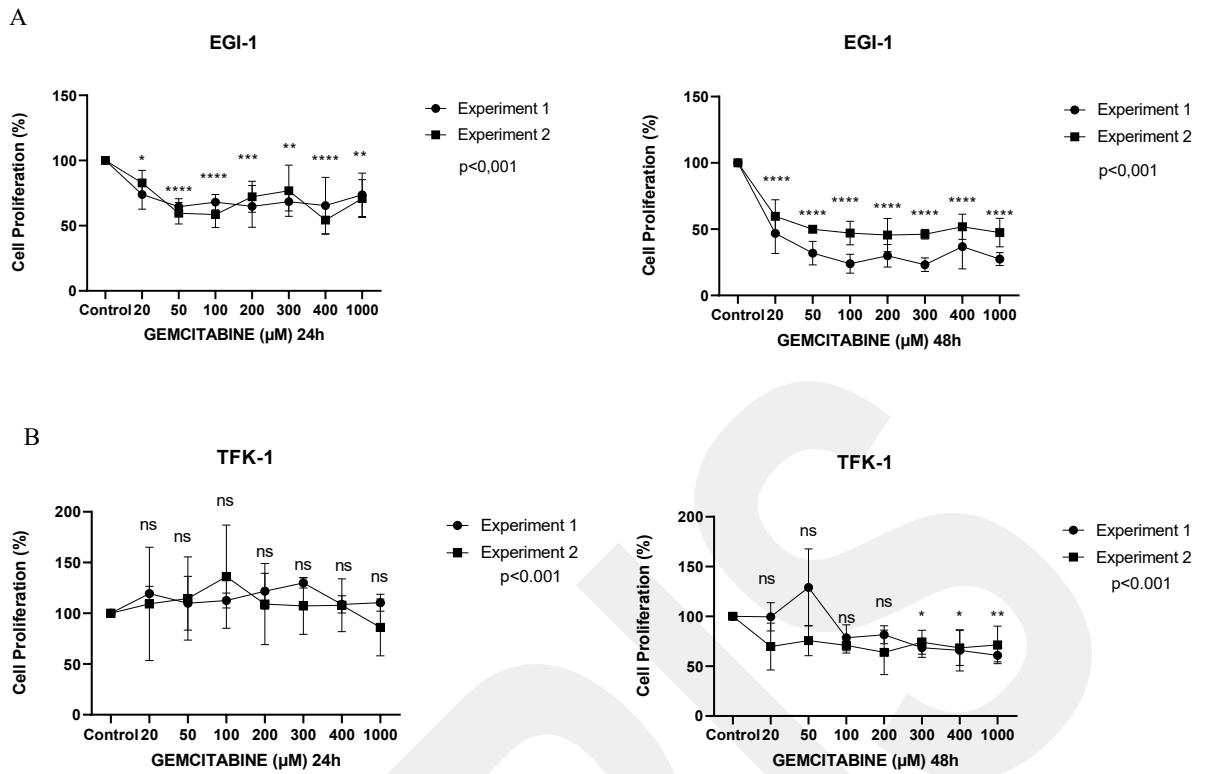 A
EGI-1
Cell Proliferation (%)
150
100
50
0
* **** **** *** ** **** **
Control 20 50 100 200 300 400 1000
GEMCITABINE (µM) 24h
Experiment 1
Experiment 2
p<0,001
EGI-1
Cell Proliferation (%)
150
100
50
0
**** **** **** **** **** **** ****
Control 20 50 100 200 300 400 1000
GEMCITABINE (µM) 48h
Experiment 1
Experiment 2
p<0,001
B
TFK-1
Cell Proliferation (%)
200
150
100
50
0
ns ns ns ns ns ns ns
Control 20 50 100 200 300 400 1000
GEMCITABINE (µM) 24h
Experiment 1
Experiment 2
p<0.001
TFK-1
Cell Proliferation (%)
200
150
100
50
0
ns ns ns ns * * **
Control 20 50 100 200 300 400 1000
GEMCITABINE (µM) 48h
Experiment 1
Experiment 2
p<0.001